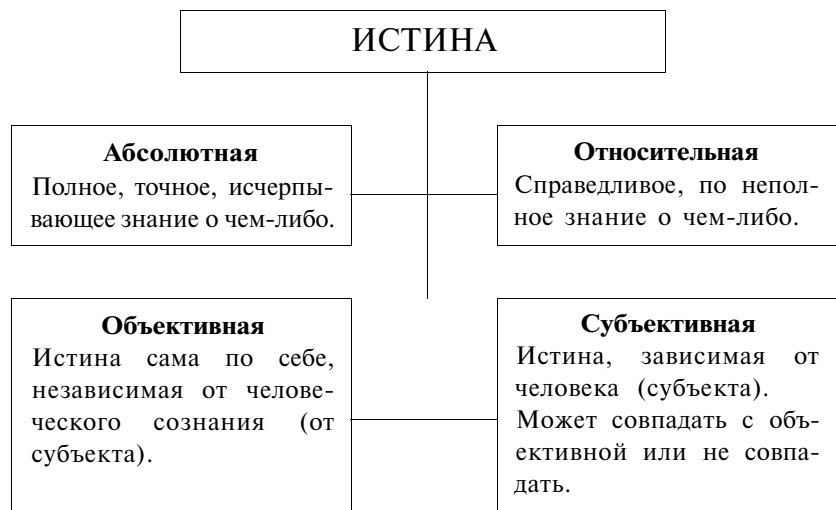 ИСТИНА
Абсолютная
Полное, точное, исчерпы-
вающее знание о чем-либо.
Относительная
Справедливое, по непол-
ное знание о чем-либо.
Объективная
Истина сама по себе,
независимая от челове-
ческого сознания (от
субъекта).
Субъективная
Истина, зависимая от
человека (субъекта).
Может совпадать с объ-
ективной или не совпа-
дать.